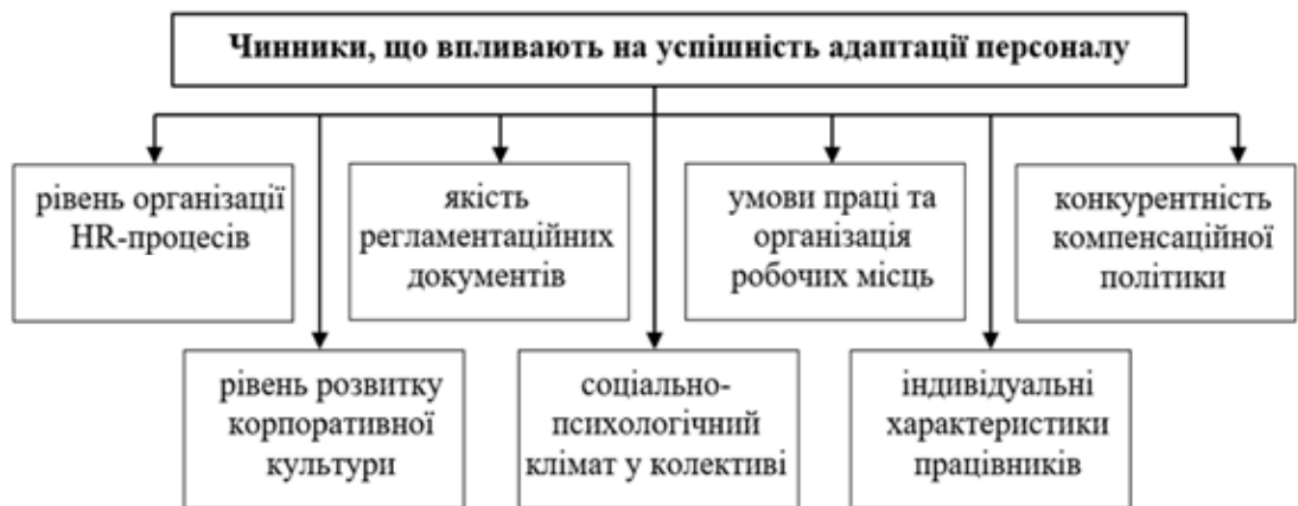 Чинники, що впливають на успішність адаптації персоналу
рівень організації
HR-процесів
якість
регламентаційних
документів
умови праці та
організація
робочих місць
конкурентність
компенсаційної
політики
рівень розвитку
корпоративної
культури
соціально-
психологічний
клімат у колективі
індивідуальні
характеристики
працівників